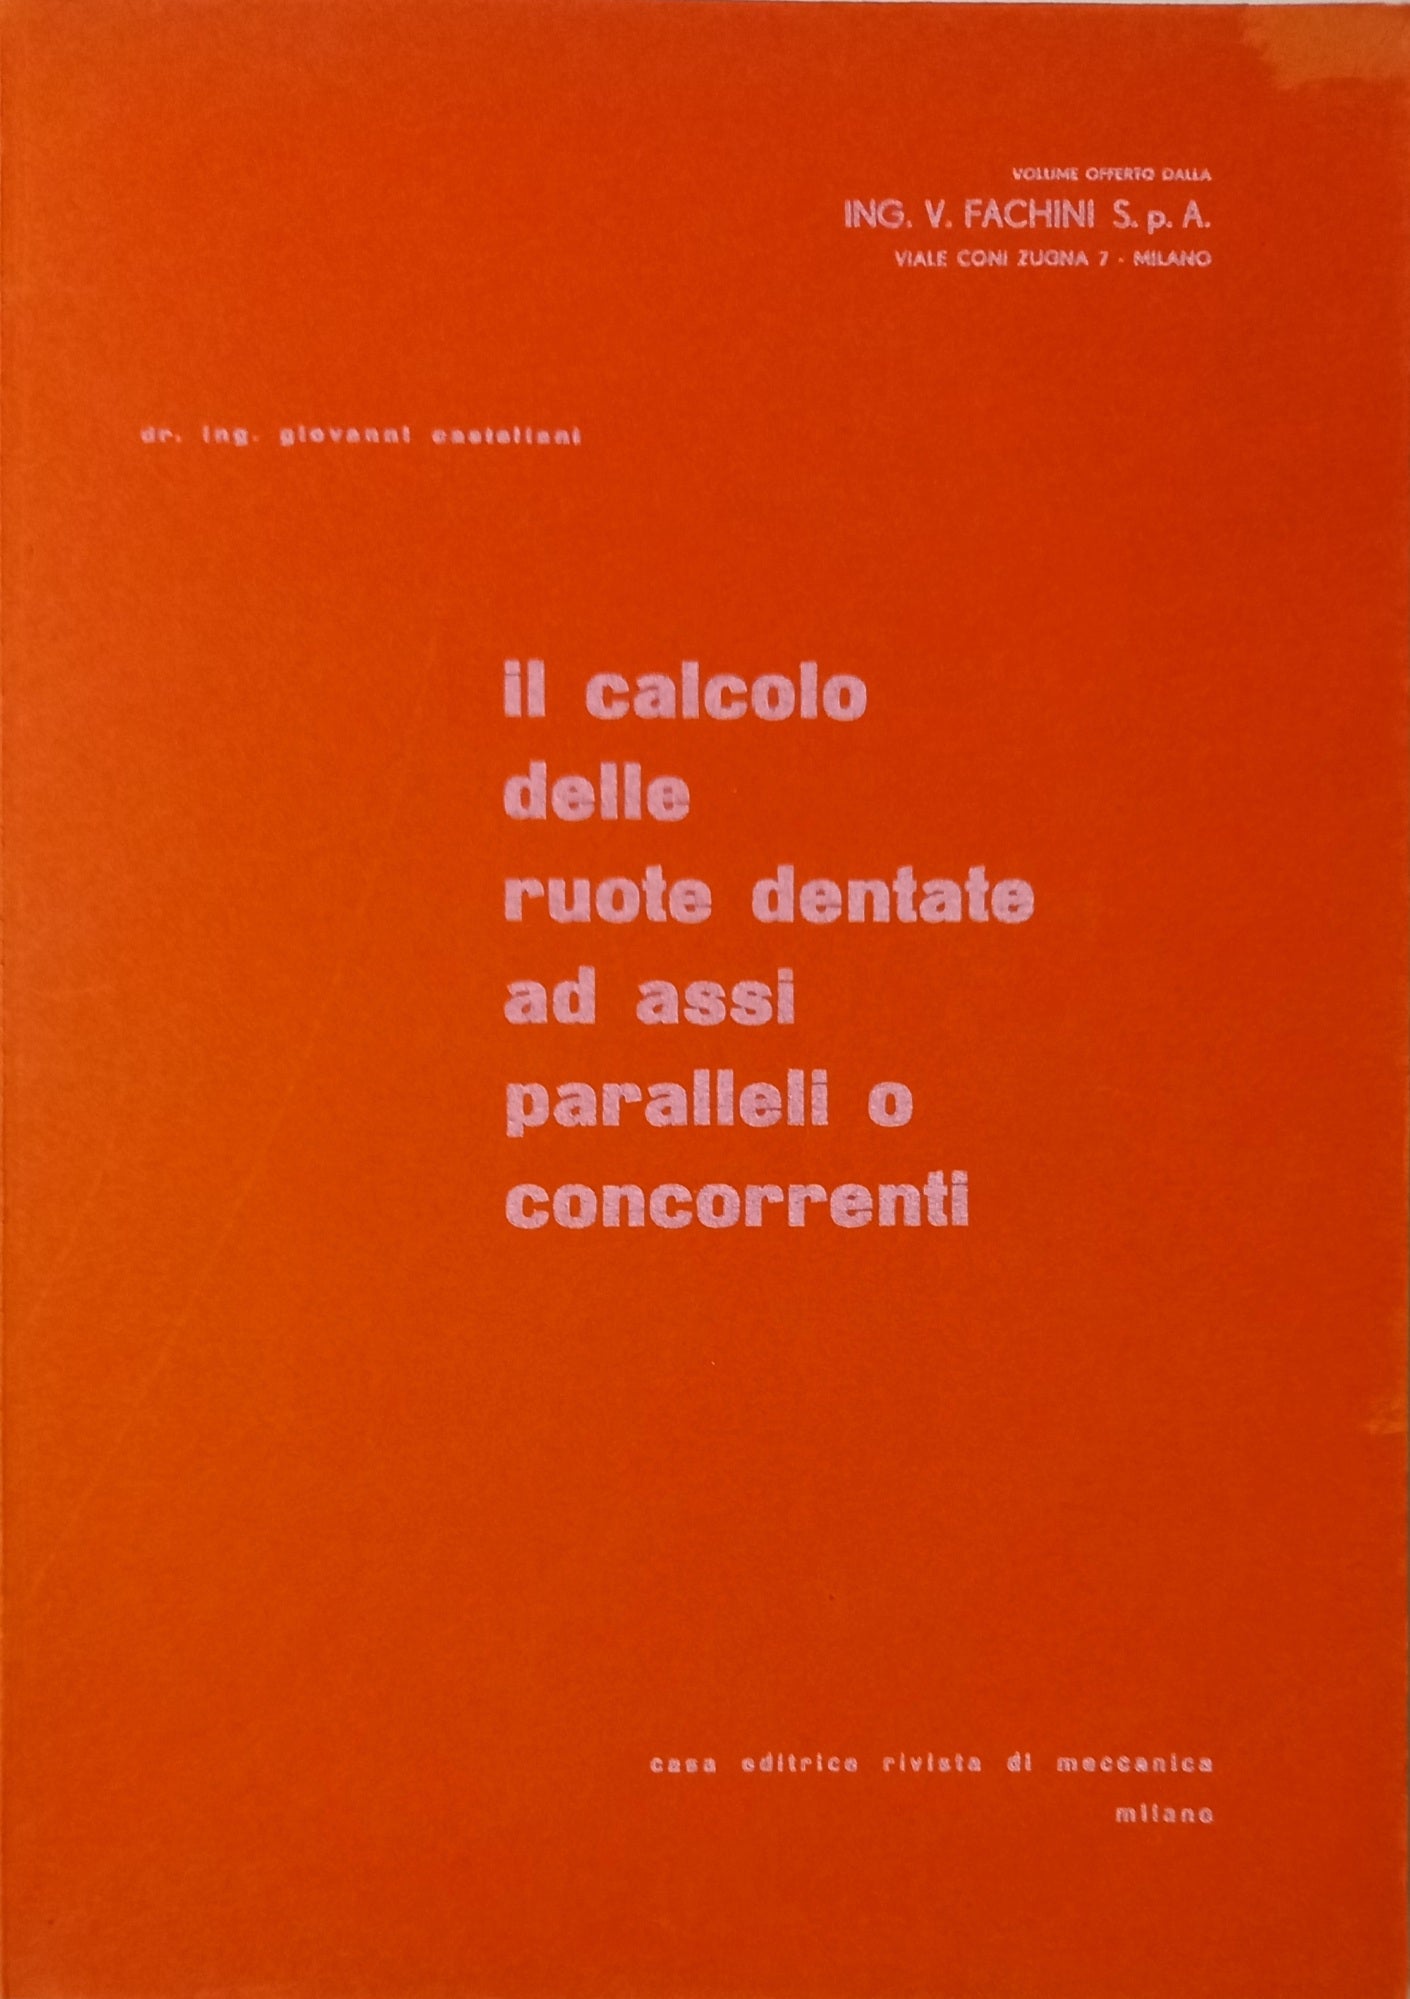 VOLUME OFFERTO DALLA
ING. V. FACHINI S. p. A.
VIALE CONI ZUGNA 7 - MILANO
dr. ing. giovanni castellani
il calcolo
delle
ruote dentate
ad assi
paralleli o
concorrenti
casa editrice rivista di meccanica
milano